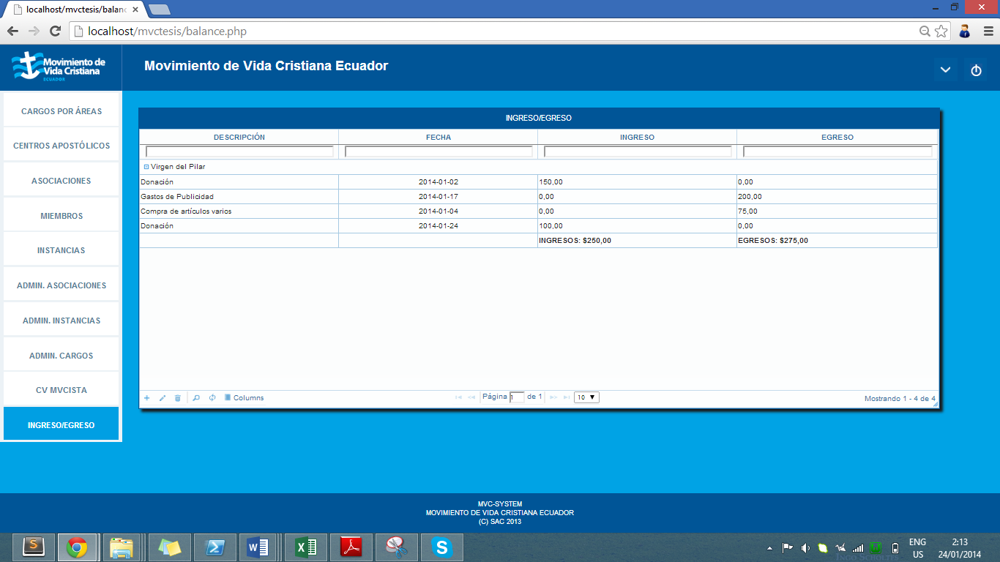 localhost/mvctesis/balanc
localhost/mvctesis/balance.php
Movimiento de
Vida Cristiana
ECUADOR
Movimiento de Vida Cristiana Ecuador
CARGOS POR ÁREAS
CENTROS APOSTÓLICOS
ASOCIACIONES
MIEMBROS
INSTANCIAS
ADMIN. ASOCIACIONES
ADMIN. INSTANCIAS
ADMIN. CARGOS
CV MVCISTA
INGRESO/EGRESO
INGRESO/EGRESO
DESCRIPCIÓN FECHA INGRESO EGRESO
Virgen del Pilar
Donación 2014-01-02 150,00 0,00
Gastos de Publicidad 2014-01-17 0,00 200,00
Compra de artículos varios 2014-01-04 0,00 75,00
Donación 2014-01-24 100,00 0,00
INGRESOS: $250,00 EGRESOS: $275,00
Columns Página 1 de 1 10 Mostrando 1 - 4 de 4
MVC-SYSTEM
MOVIMIENTO DE VIDA CRISTIANA ECUADOR
(C) SAC 2013
ENG 2:13
US 24/01/2014